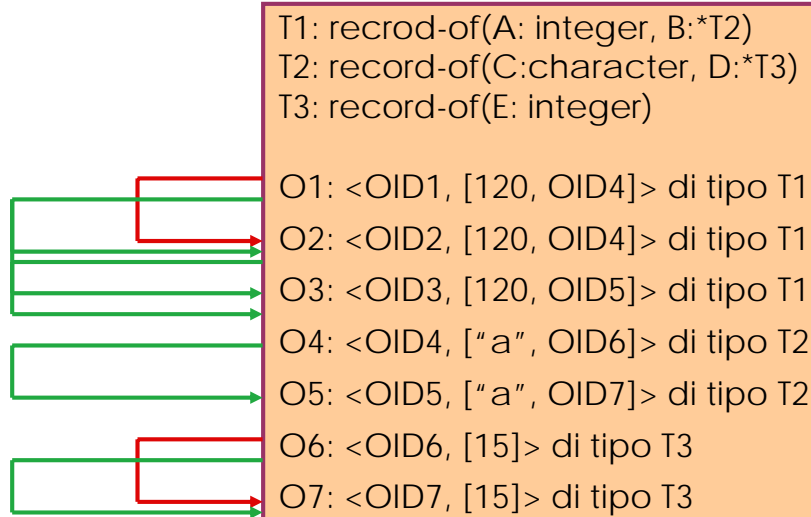 T1: recrod-of(A: integer, B:*T2)
T2: record-of(C:character, D:*T3)
T3: record-of(E: integer)
O1: <OID1, [120, OID4]> di tipo T1
O2: <OID2, [120, OID4]> di tipo T1
O3: <OID3, [120, OID5]> di tipo T1
O4: <OID4, [“a”, OID6]> di tipo T2
O5: <OID5, [“a”, OID7]> di tipo T2
O6: <OID6, [15]> di tipo T3
O7: <OID7, [15]> di tipo T3